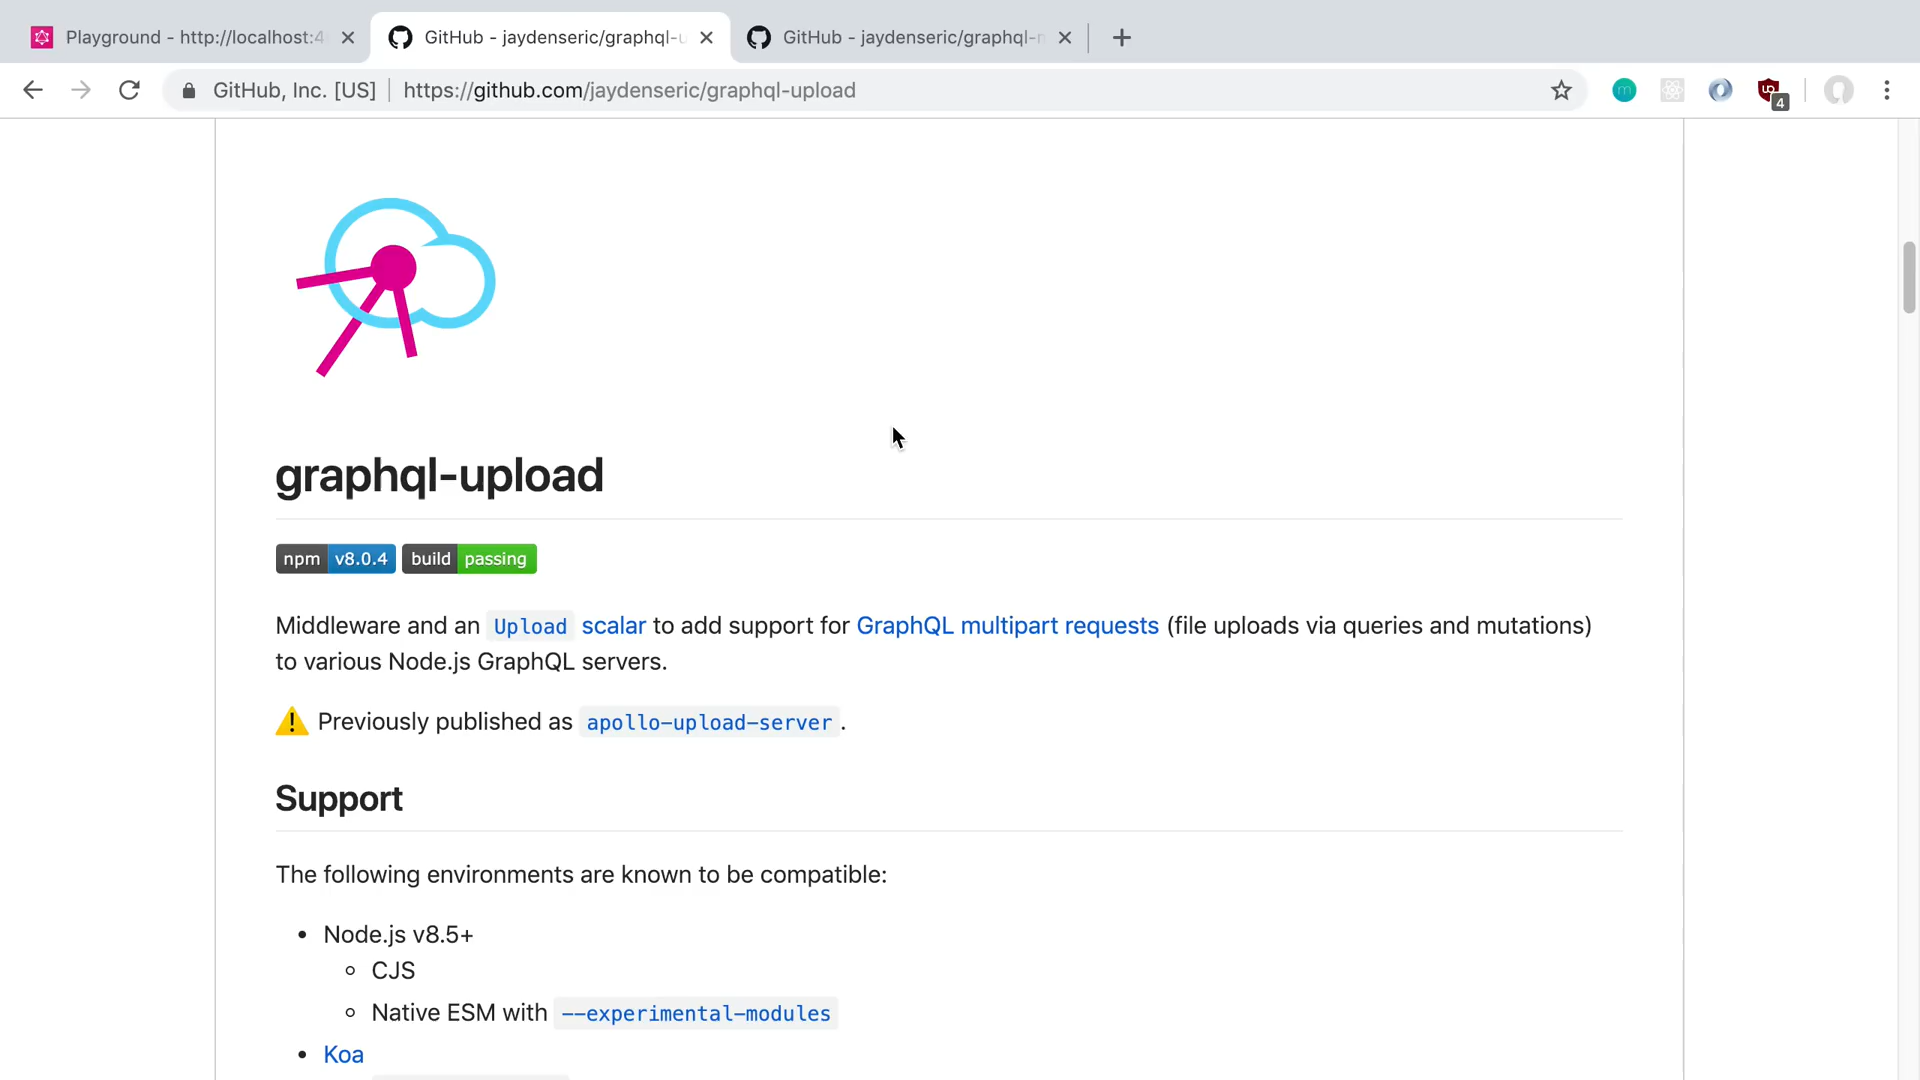 Playground - http://localhost:4
GitHub - jaydenseric/graphql-u
GitHub - jaydenseric/graphql-m
GitHub, Inc. [US]
https://github.com/jaydenseric/graphql-upload
4
graphql-upload
npm v8.0.4 build passing
Middleware and an Upload scalar to add support for GraphQL multipart requests (file uploads via queries and mutations)
to various Node.js GraphQL servers.
Previously published as apollo-upload-server .
Support
The following environments are known to be compatible:
• Node.js v8.5+
◦ CJS
◦ Native ESM with --experimental-modules
• Koa